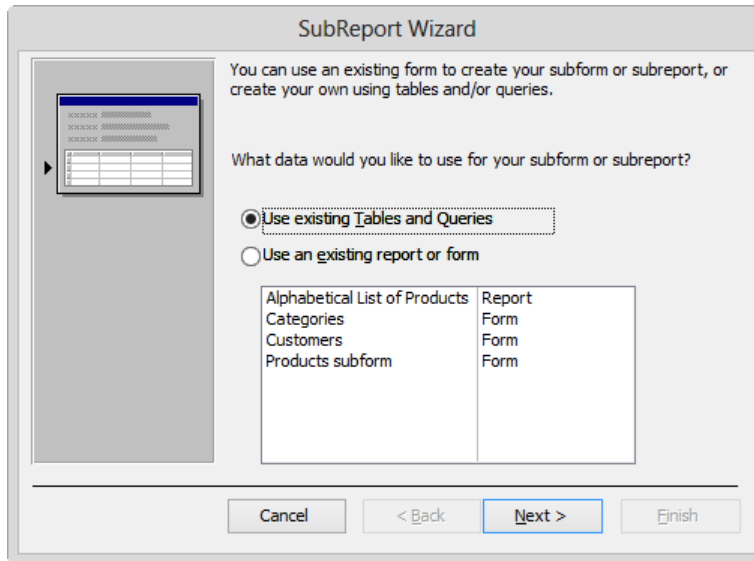 SubReport Wizard
You can use an existing form to create your subform or subreport, or
create your own using tables and/or queries.
What data would you like to use for your subform or subreport?
Use existing Tables and Queries
Use an existing report or form
Alphabetical List of Products Report
Categories Form
Customers Form
Products subform Form
Cancel < Back Next > Finish